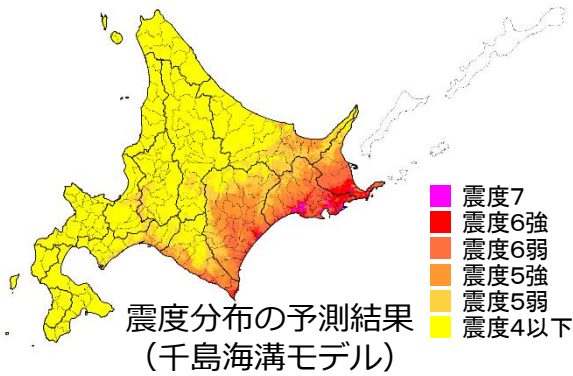 震度7
震度6強
震度6弱
震度5強
震度5弱
震度4以下
震度分布の予測結果
（千島海溝モデル）